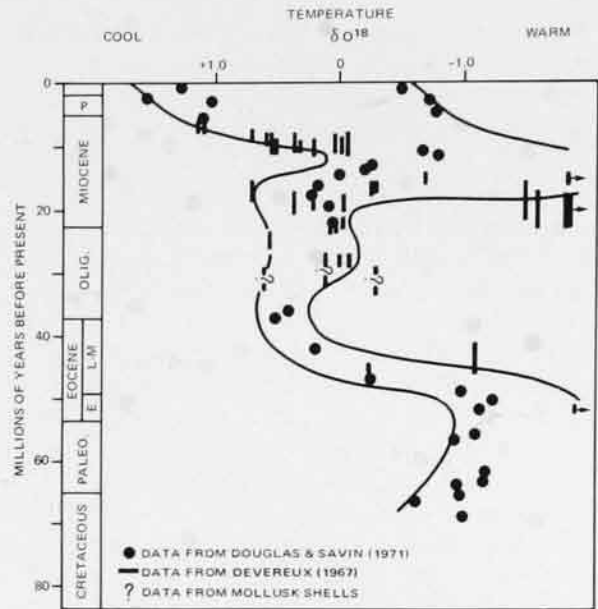 TEMPERATURE
COOL δ O18 WARM
+1.0 0 -1.0
MILLIONS OF YEARS BEFORE PRESENT
0
20
40
60
80
P
MIOCENE
OLIG.
EOCENE
L-M
E
PALEO.
CRETACEOUS
?
?
?
● DATA FROM DOUGLAS & SAVIN (1971)
━ DATA FROM DEVEREUX (1967)
? DATA FROM MOLLUSK SHELLS